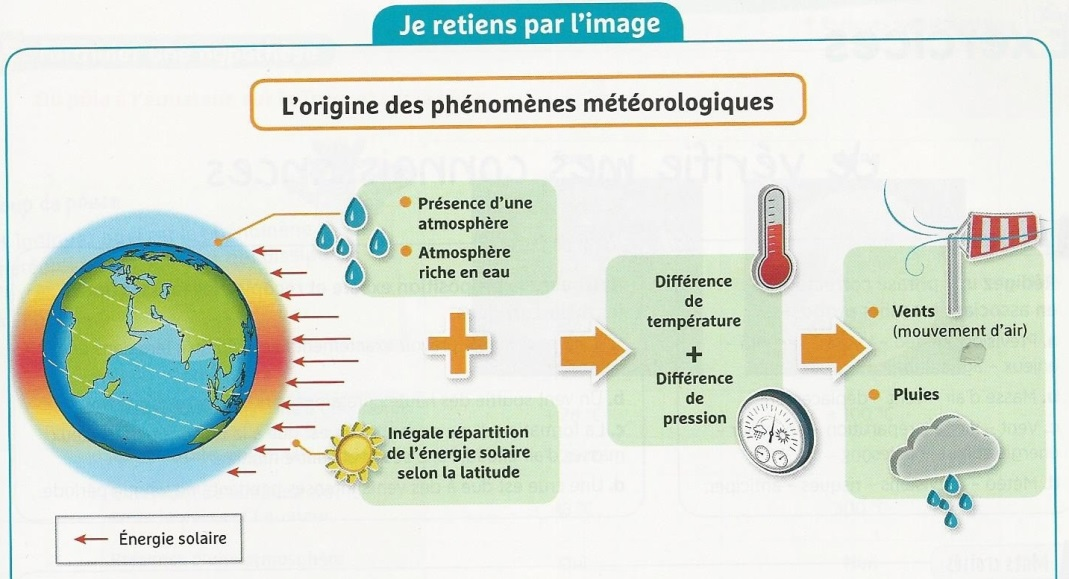 Je retiens par l'image
L'origine des phénomènes météorologiques
Présence d'une
atmosphère
Atmosphère
riche en eau
Inégale répartition
de l'énergie solaire
selon la latitude
Différence
de
température
+
Différence
de
pression
Vents
(mouvement d'air)
Pluies
Énergie solaire